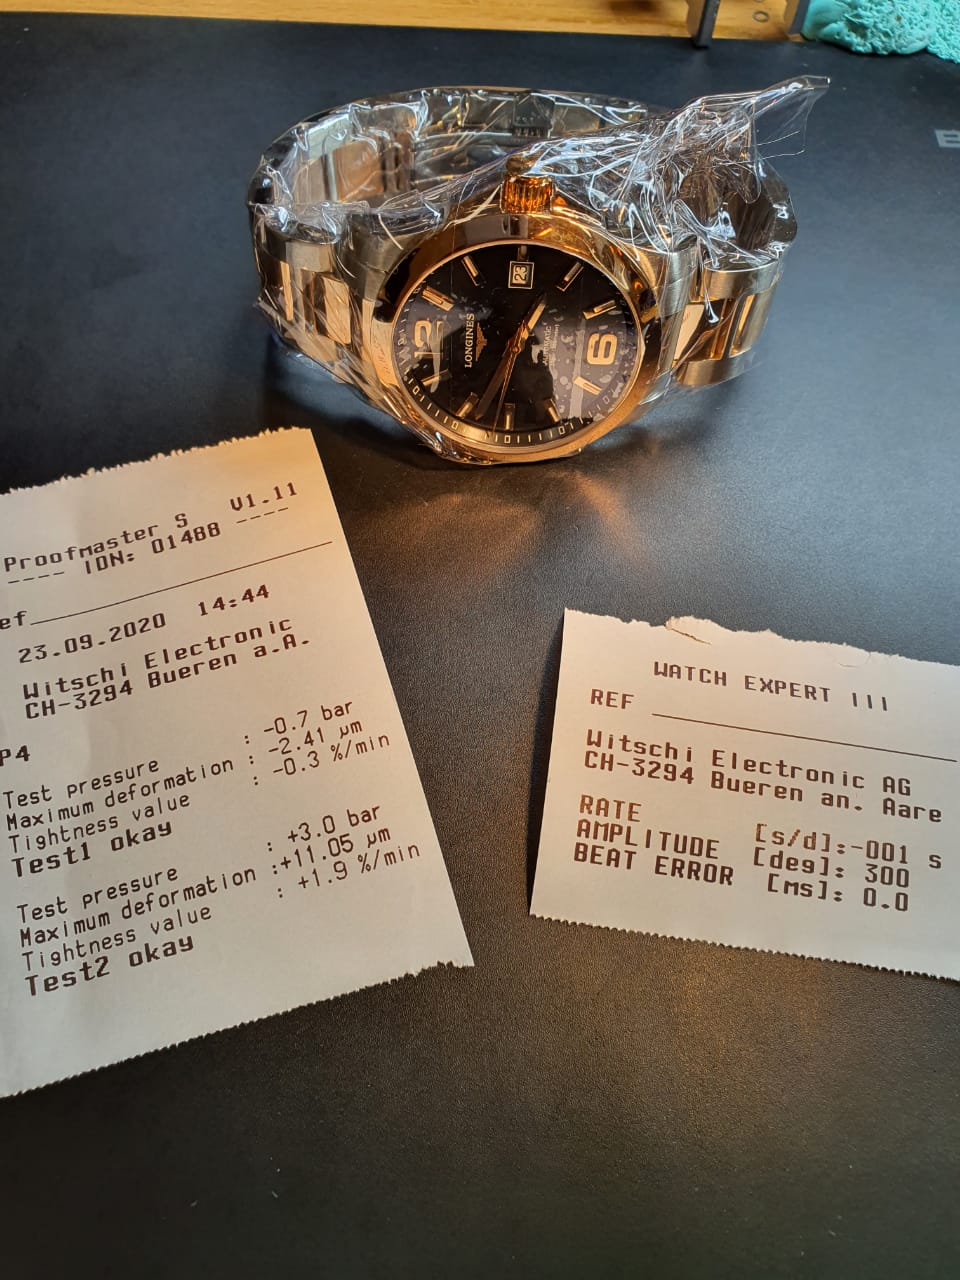 23
12
LONGINES
AUTOMATIC
6
Proofmaster S V1.11
---- IDN: 01488 ----
ef
23.09.2020 14:44
Witschi Electronic
CH-3294 Bueren a.A.
P4
Test pressure : -0.7 bar
Maximum deformation : -2.41 µm
Tightness value : -0.3 %/min
Test1 okay
Test pressure : +3.0 bar
Maximum deformation :+11.05 µm
Tightness value : +1.9 %/min
Test2 okay
WATCH EXPERT III
REF
Witschi Electronic AG
CH-3294 Bueren an. Aare
RATE [s/d]:-001 s
AMPLITUDE [deg]: 300
BEAT ERROR [ms]: 0.0